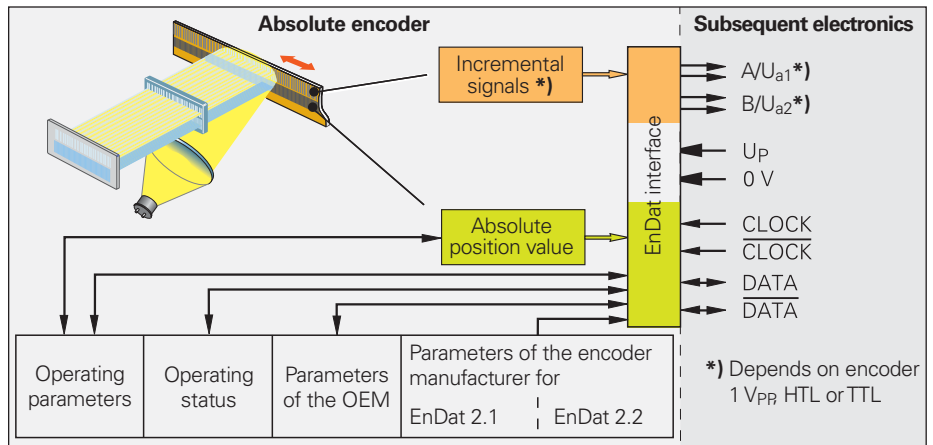 Absolute encoder
Subsequent electronics
Incremental
signals *)
A/Ua1*)
B/Ua2*)
UP
0 V
EnDat interface
Absolute
position value
CLOCK
CLOCK
DATA
DATA
Operating
parameters
Operating
status
Parameters
of the OEM
Parameters of the encoder
manufacturer for
EnDat 2.1
EnDat 2.2
*) Depends on encoder
1 VPP, HTL or TTL